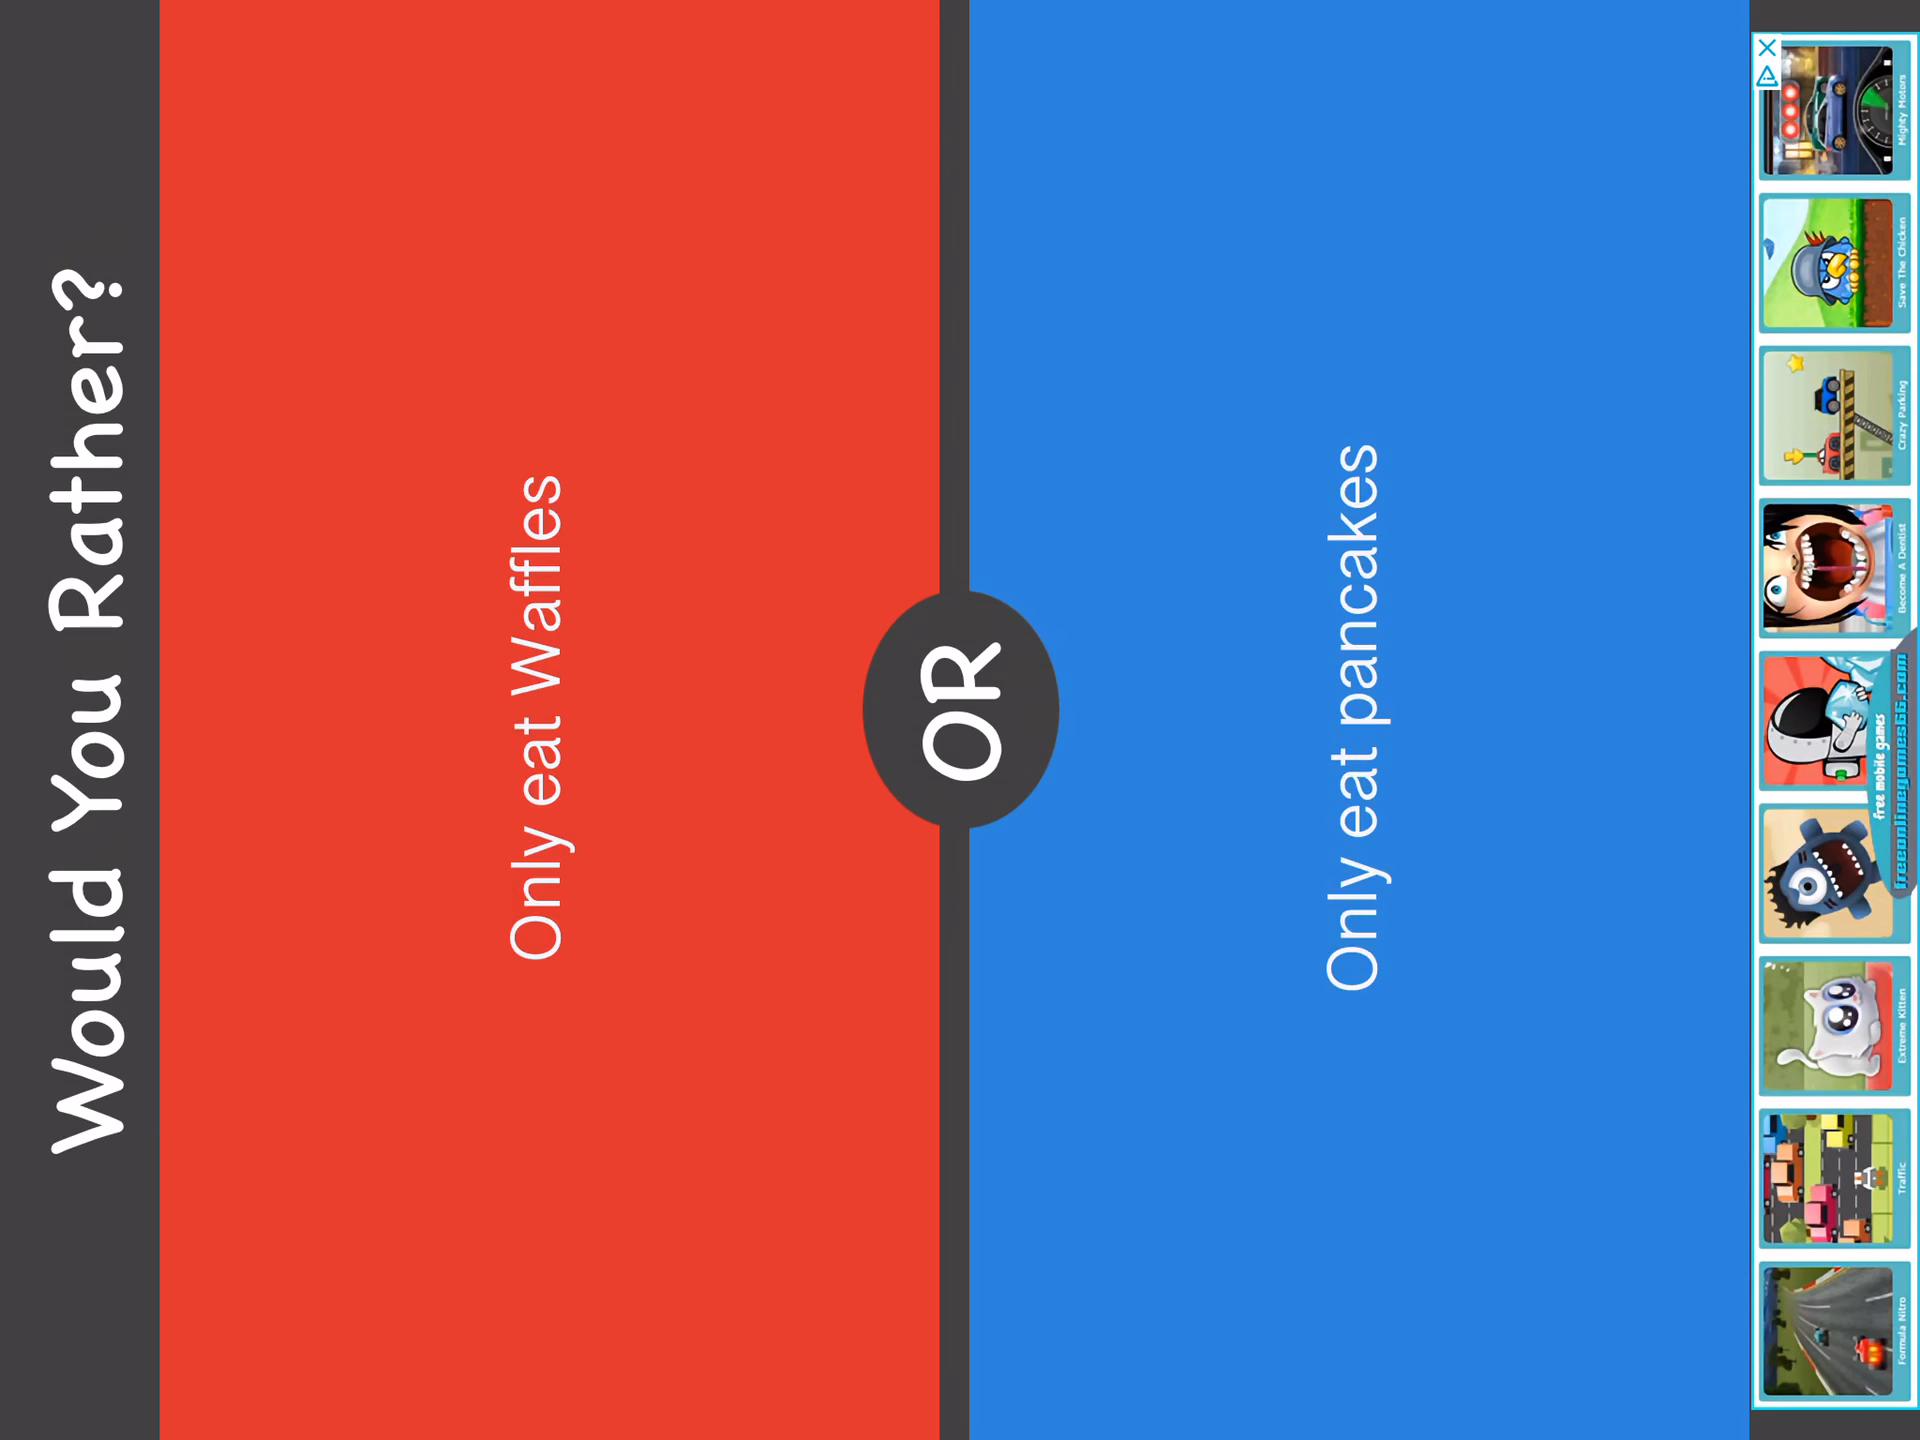 Would You Rather?
Only eat Waffles
OR
Only eat pancakes
Formula Nitro
Traffic
Extreme Kitten
Become A Dentist
Crazy Parking
Save The Chicken
Mighty Motors
free mobile games
freeonlinegames66.com